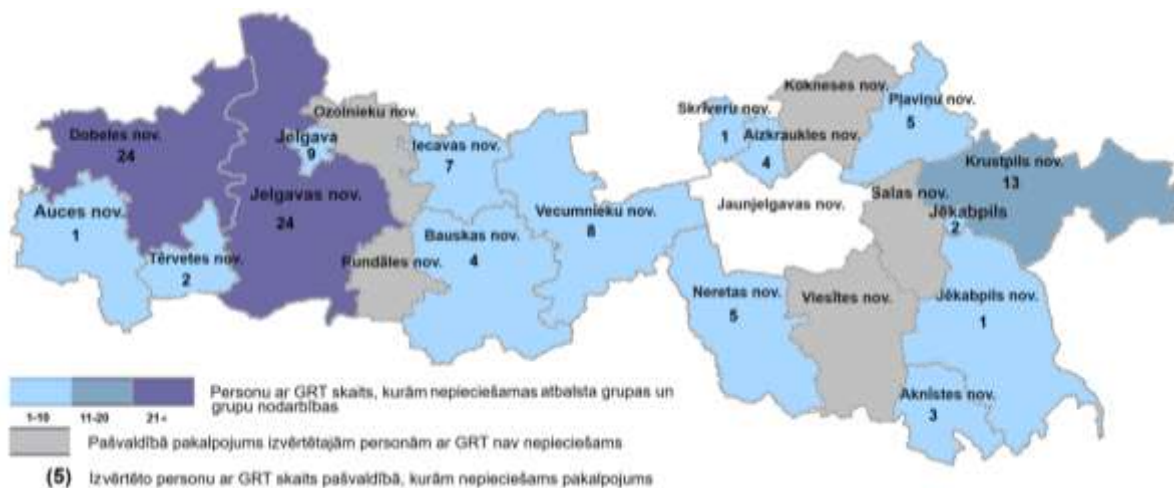 Kokneses nov.
Skrīveru nov.
1
Pļaviņu nov.
5
Aizkraukles nov.
4
Ozolnieku nov.
Dobeles nov.
24
Jelgava
9
Iecavas nov.
7
Krustpils nov.
13
Auces nov.
1
Jelgavas nov.
24
Vecumnieku nov.
8
Jaunjelgavas nov.
Salas nov.
Jēkabpils
2
Tērvetes nov.
2
Rundāles nov.
Bauskas nov.
4
Neretas nov.
5
Viesītes nov.
Jēkabpils nov.
1
Aknīstes nov.
3
Personu ar GRT skaits, kurām nepieciešamas atbalsta grupas un
grupu nodarbības
1-10 11-20 21+
Pašvaldībā pakalpojums izvērtētajām personām ar GRT nav nepieciešams
(5) Izvērtēto personu ar GRT skaits pašvaldībā, kurām nepieciešams pakalpojums